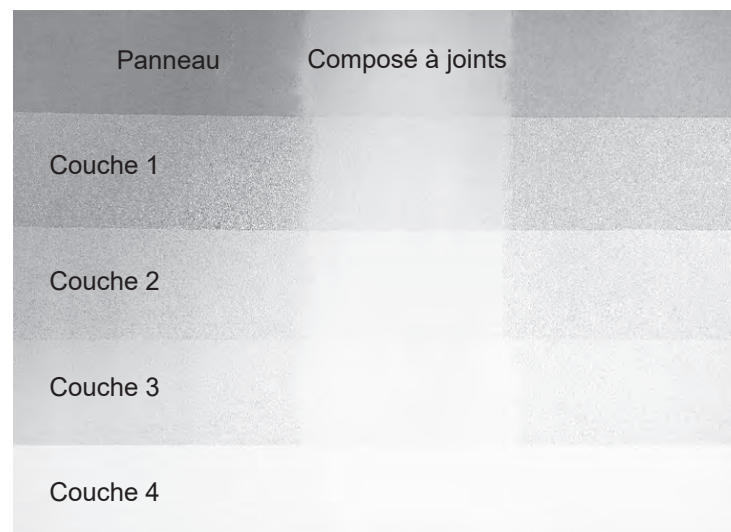 Panneau
Composé à joints
Couche 1
Couche 2
Couche 3
Couche 4